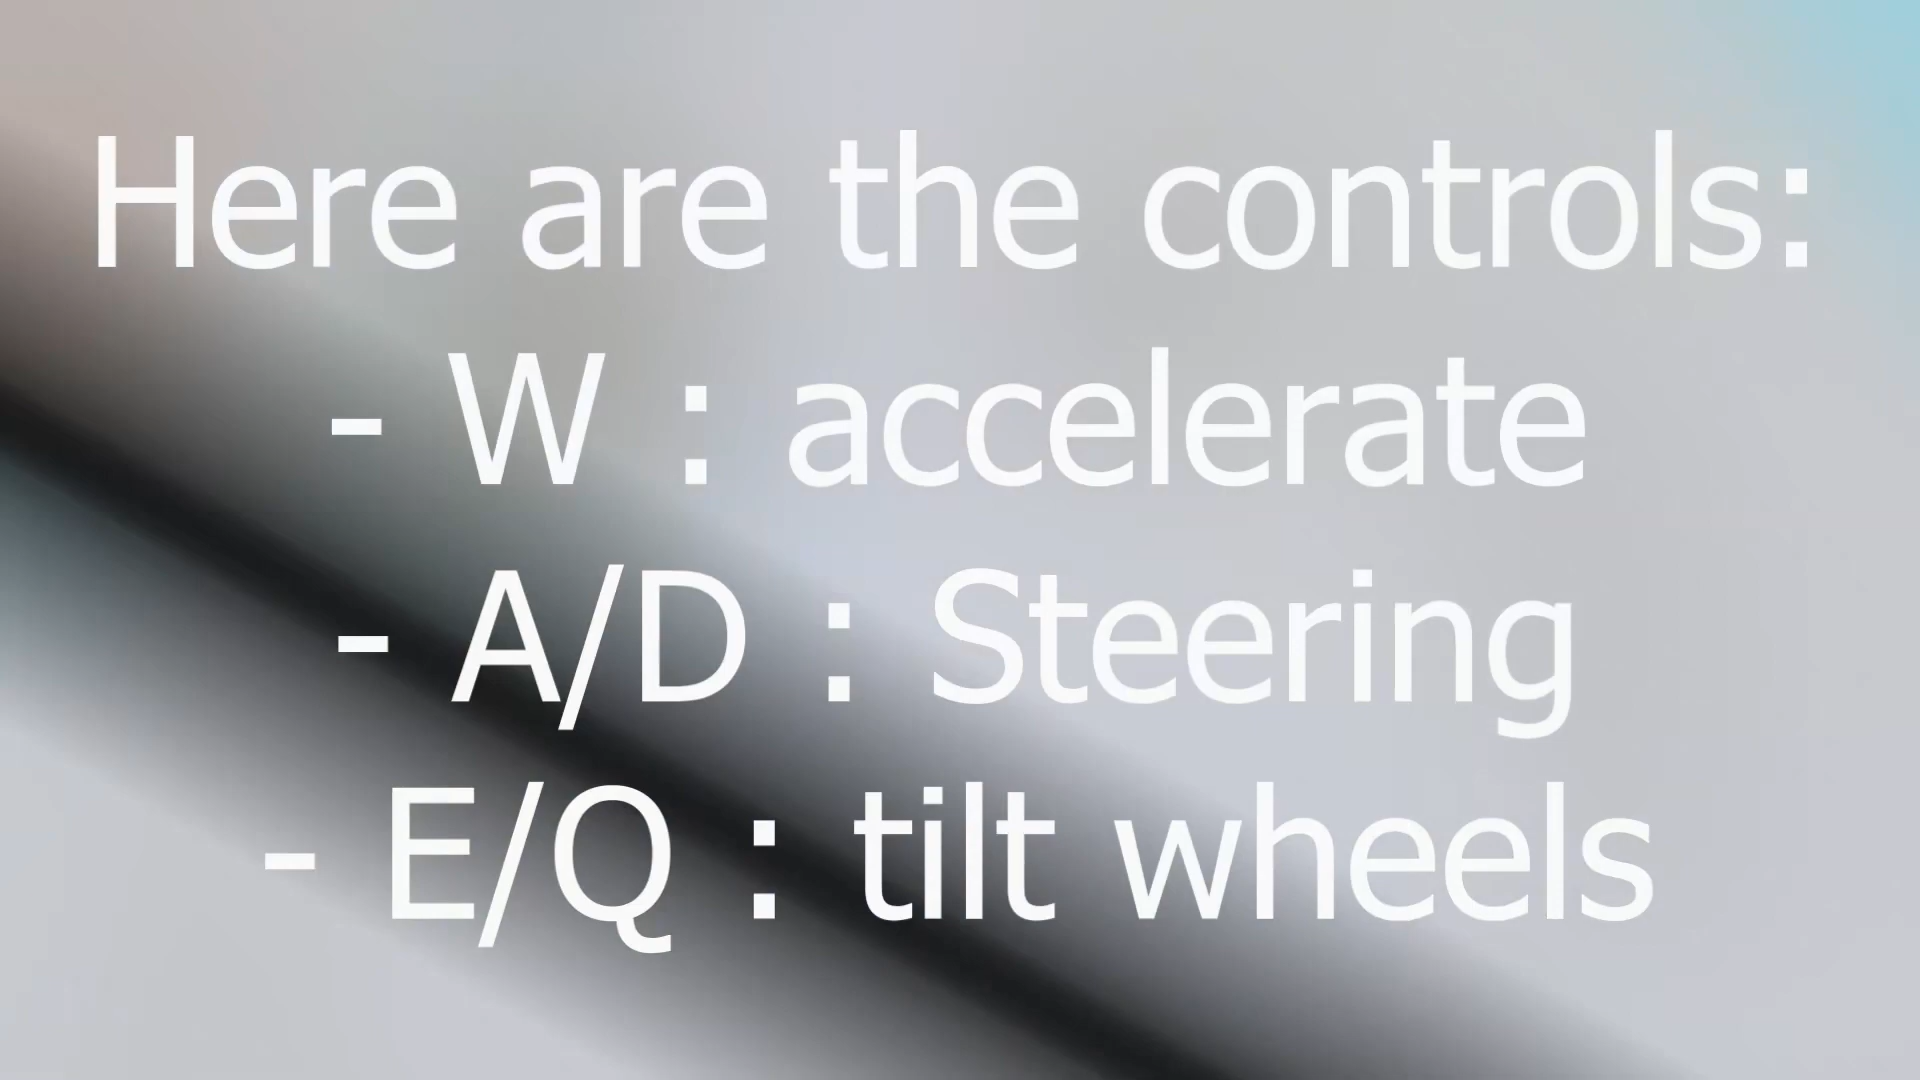 Here are the controls:
- W : accelerate
- A/D : Steering
- E/Q : tilt wheels